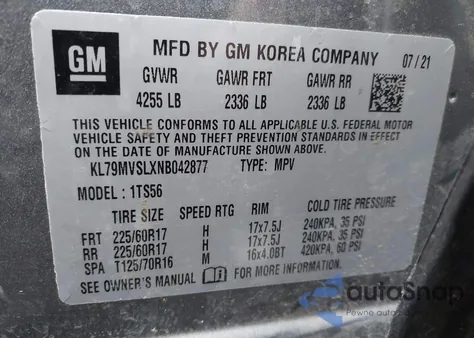 GM
MFD BY GM KOREA COMPANY 07/21
GVWR GAWR FRT GAWR RR
4255 LB 2336 LB 2336 LB
THIS VEHICLE CONFORMS TO ALL APPLICABLE U.S. FEDERAL MOTOR
VEHICLE SAFETY AND THEFT PREVENTION STANDARDS IN EFFECT
ON THE DATE OF MANUFACTURE SHOWN ABOVE.
KL79MVSLXNB042877 TYPE: MPV
MODEL: 1TS56
TIRE SIZE SPEED RTG RIM COLD TIRE PRESSURE
FRT 225/60R17 H 17x7.5J 240KPA, 35 PSI
RR 225/60R17 H 17x7.5J 240KPA, 35 PSI
SPA T125/70R16 M 16x4.0BT 420KPA, 60 PSI
SEE OWNER'S MANUAL FOR MORE INFORMATION
autoSnap
Pewne auto